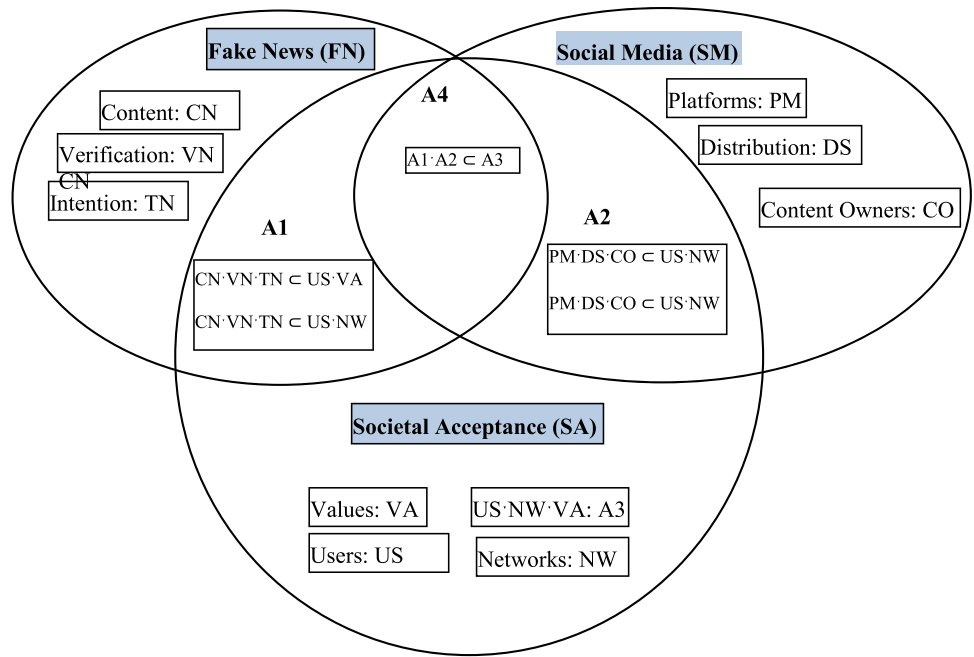 Fake News (FN)
Social Media (SM)
A4
Content: CN
Platforms: PM
Verification: VN
CN
Distribution: DS
A1·A2 ⊂ A3
Intention: TN
Content Owners: CO
A1
A2
CN·VN·TN ⊂ US·VA
CN·VN·TN ⊂ US·NW
PM·DS·CO ⊂ US·NW
PM·DS·CO ⊂ US·NW
Societal Acceptance (SA)
Values: VA
US·NW·VA: A3
Users: US
Networks: NW